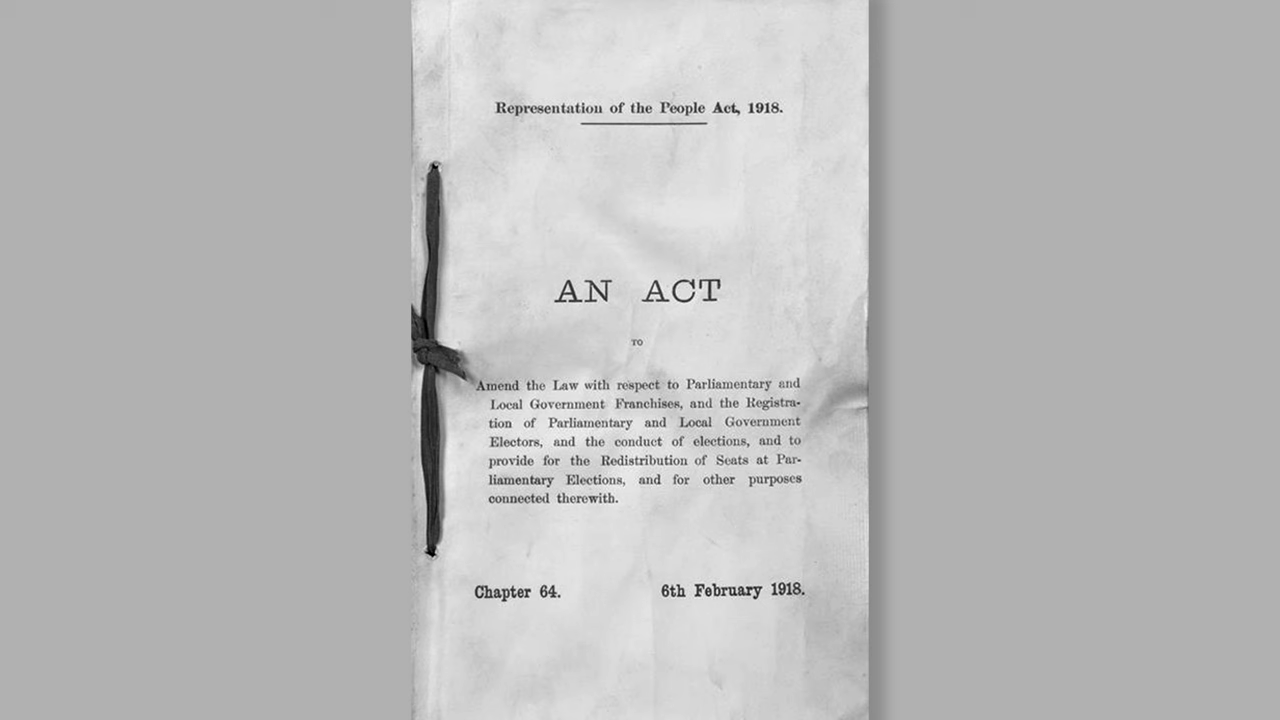 Representation of the People Act, 1918.
AN ACT
TO
Amend the Law with respect to Parliamentary and
Local Government Franchises, and the Registra-
tion of Parliamentary and Local Government
Electors, and the conduct of elections, and to
provide for the Redistribution of Seats at Par-
liamentary Elections, and for other purposes
connected therewith.
Chapter 64. 6th February 1918.